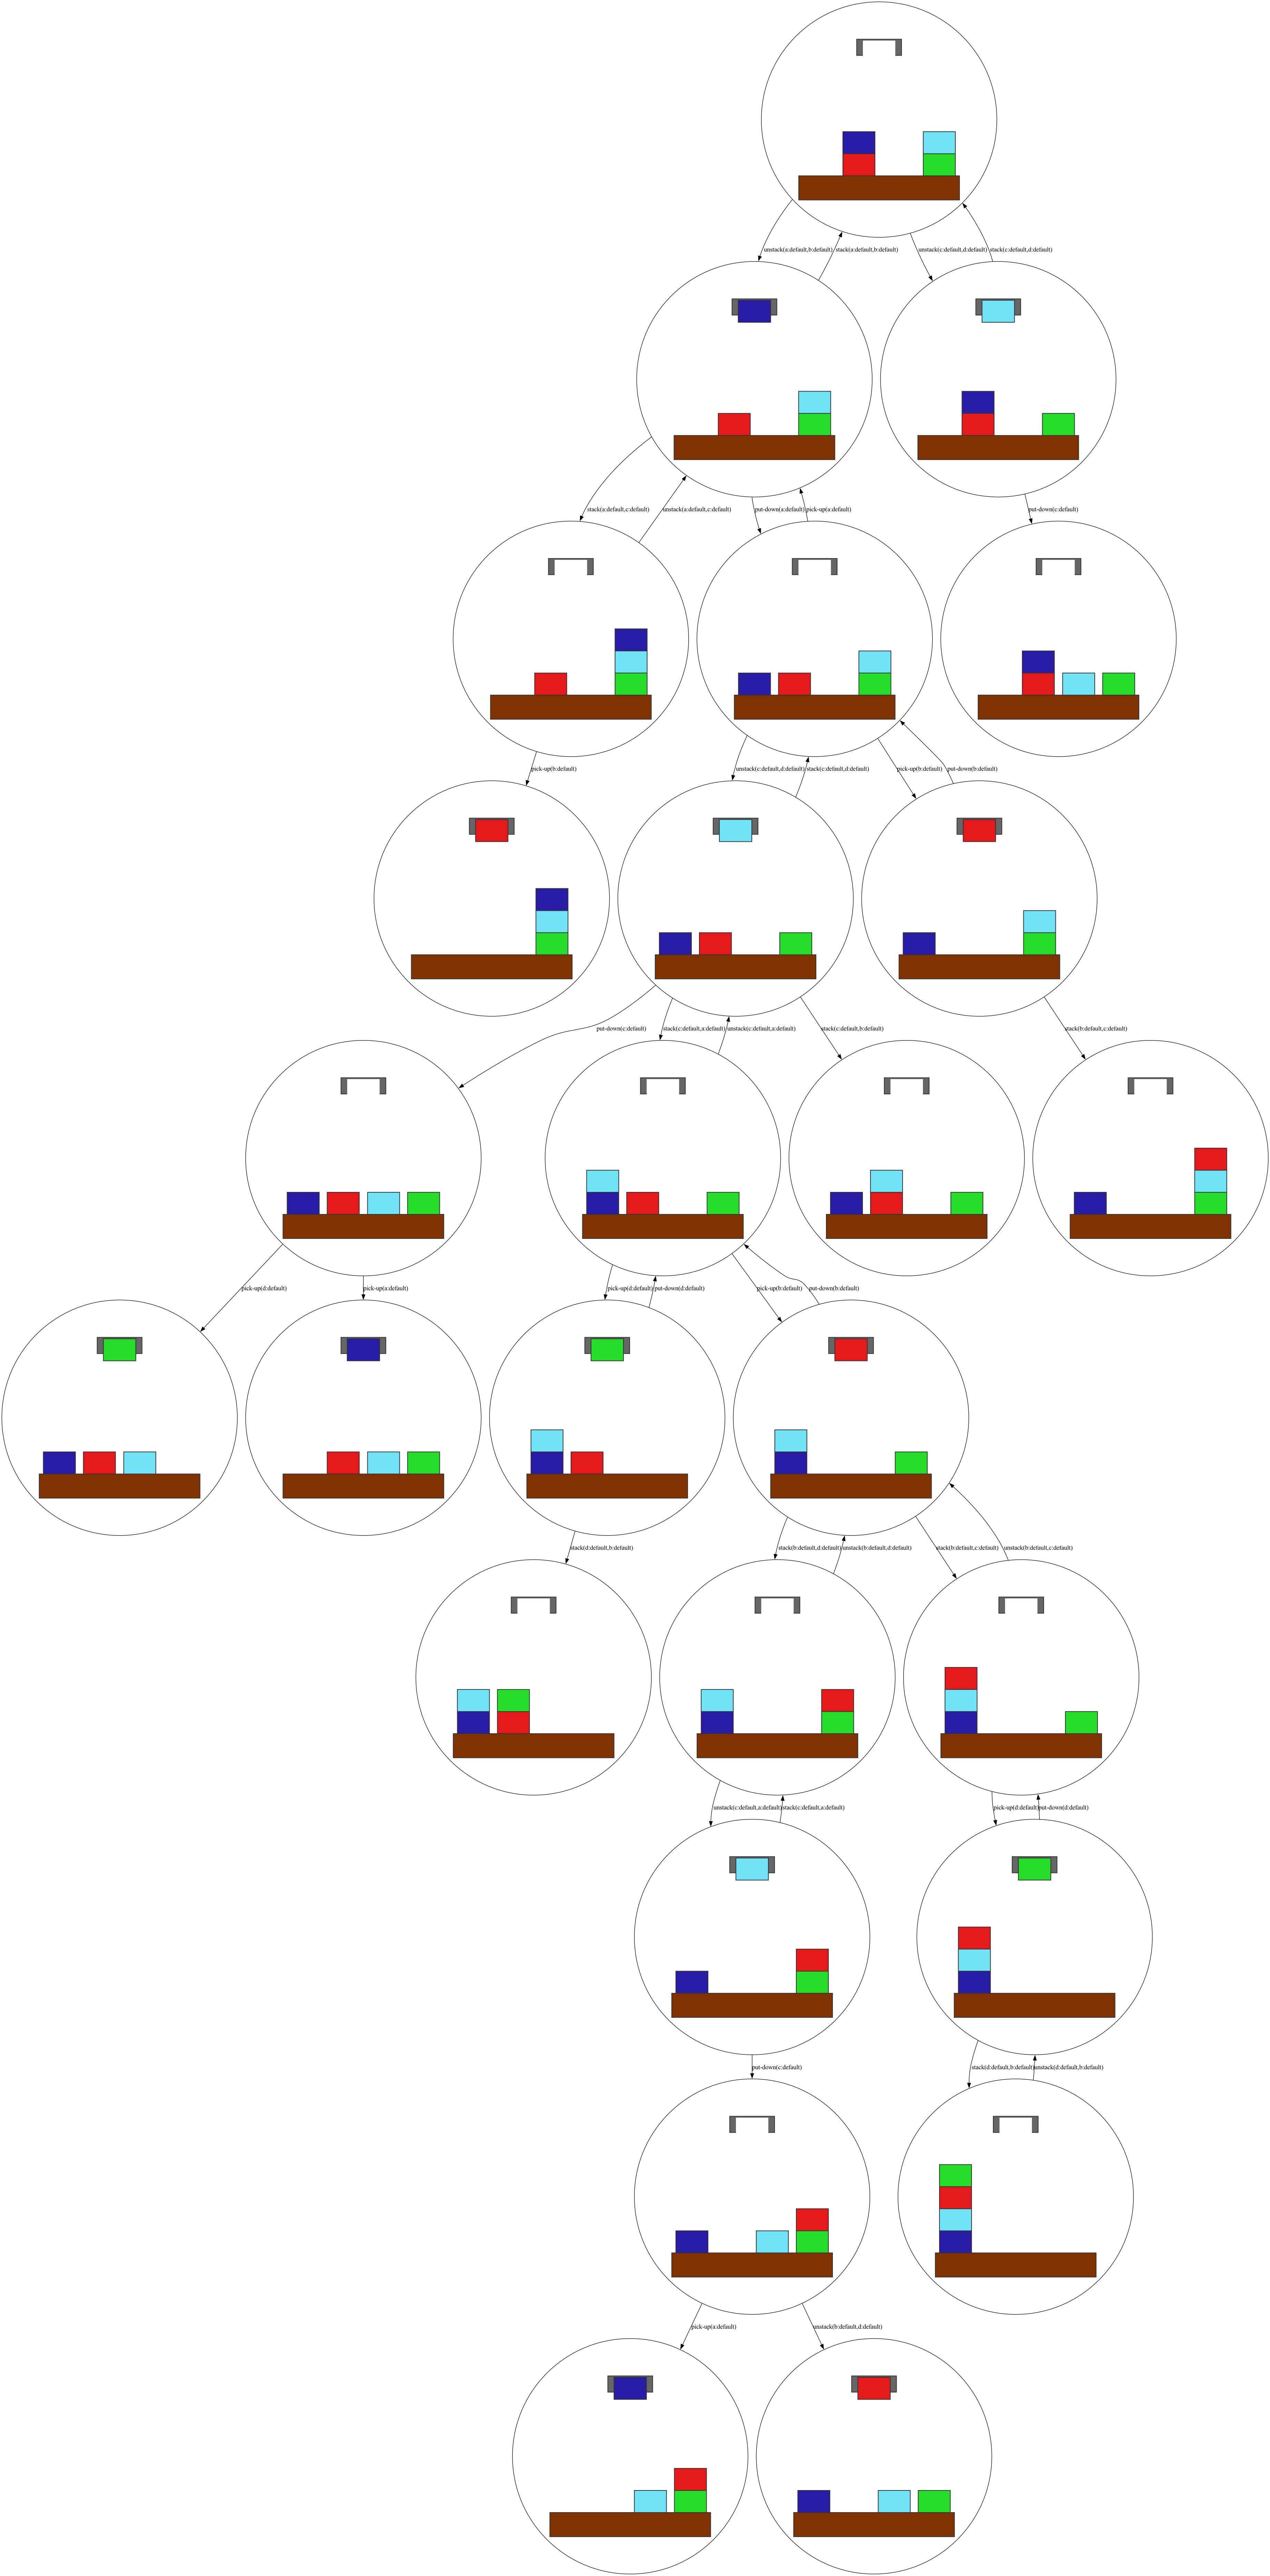 unstack(a:default,b:default)
stack(a:default,b:default)
unstack(c:default,d:default)
stack(c:default,d:default)
stack(a:default,c:default)
unstack(a:default,c:default)
put-down(a:default)
pick-up(a:default)
put-down(c:default)
pick-up(b:default)
unstack(c:default,d:default)
stack(c:default,d:default)
pick-up(b:default)
put-down(b:default)
put-down(c:default)
stack(c:default,a:default)
unstack(c:default,a:default)
stack(c:default,b:default)
stack(b:default,c:default)
pick-up(d:default)
pick-up(a:default)
pick-up(d:default)
put-down(d:default)
pick-up(b:default)
put-down(b:default)
stack(d:default,b:default)
stack(b:default,d:default)
unstack(b:default,d:default)
stack(b:default,c:default)
unstack(b:default,c:default)
unstack(c:default,a:default)
stack(c:default,a:default)
pick-up(d:default)
put-down(d:default)
put-down(c:default)
stack(d:default,b:default)
unstack(d:default,b:default)
pick-up(a:default)
unstack(b:default,d:default)